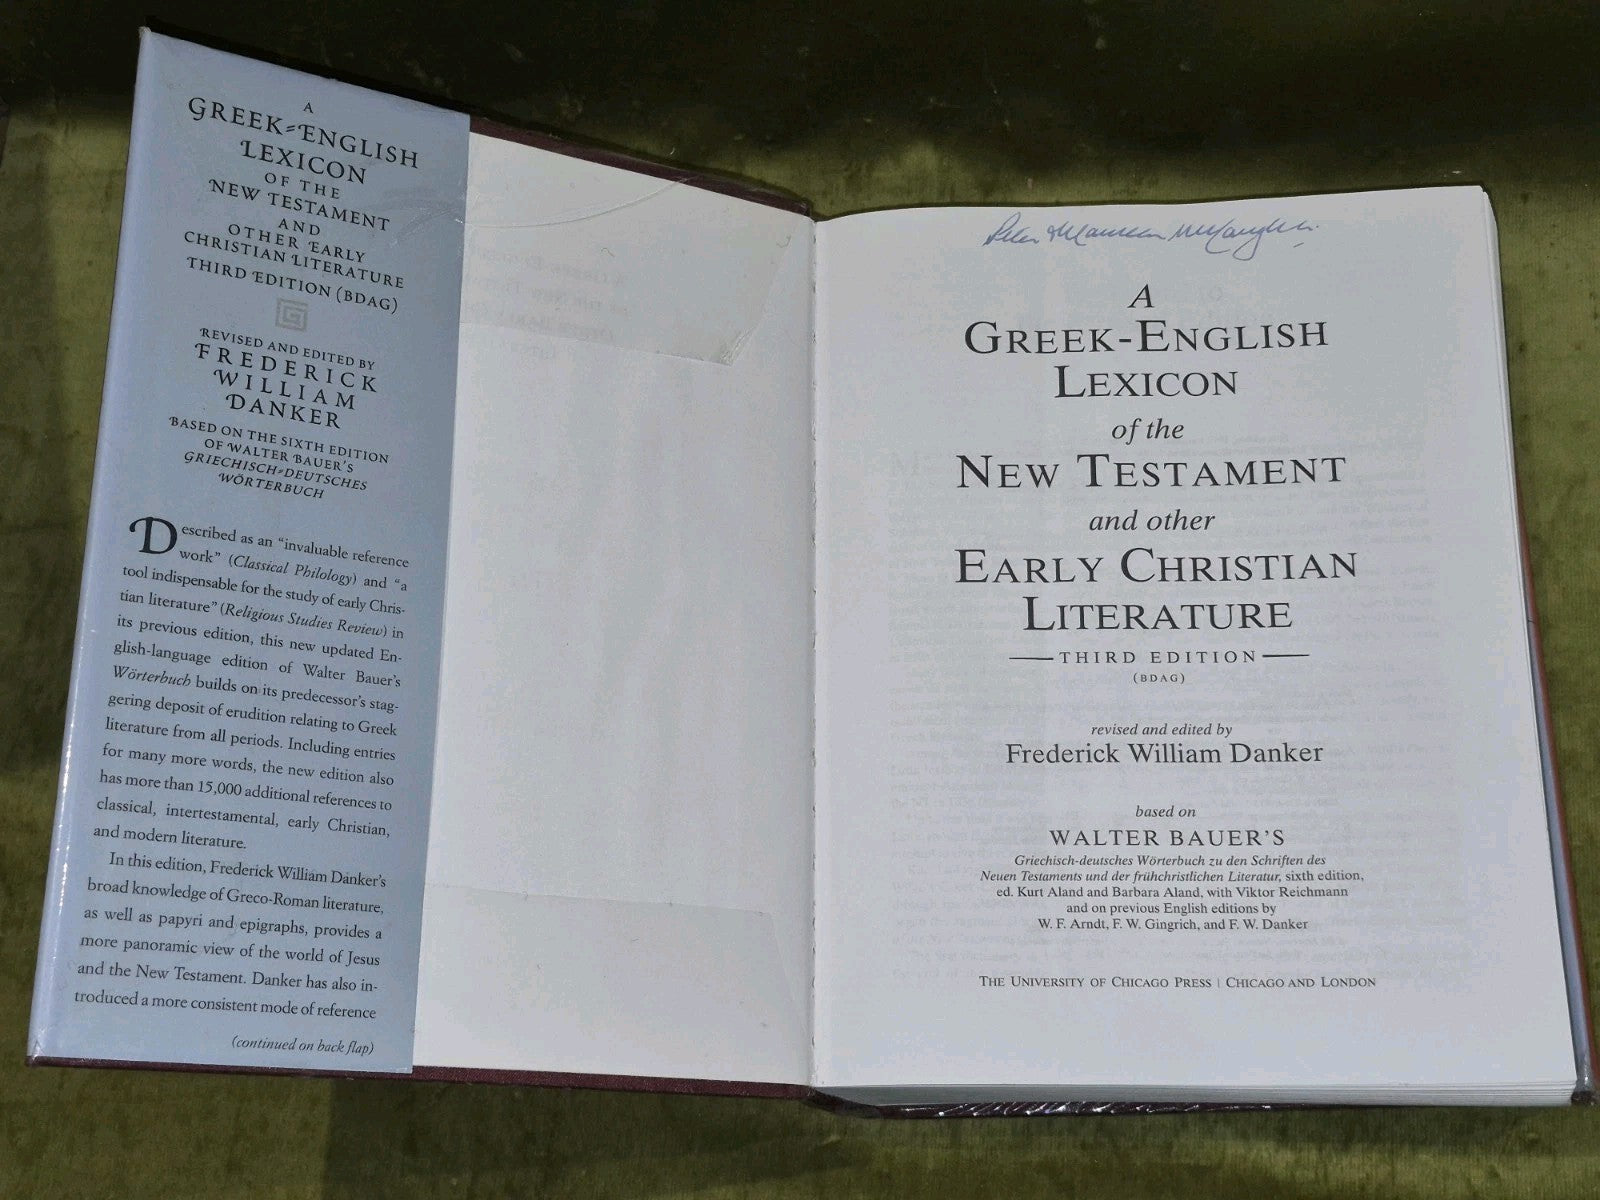 A
GREEK-ENGLISH
LEXICON
OF THE
NEW TESTAMENT
AND
OTHER EARLY
CHRISTIAN LITERATURE
THIRD EDITION (BDAG)
REVISED AND EDITED BY
FREDERICK
WILLIAM
DANKER
BASED ON THE SIXTH EDITION
OF WALTER BAUER'S
GRIECHISCH-DEUTSCHES
WÖRTERBUCH
Described as an "invaluable reference
work" (Classical Philology) and "a
tool indispensable for the study of early Chris-
tian literature" (Religious Studies Review) in
its previous edition, this new updated En-
glish-language edition of Walter Bauer's
Wörterbuch builds on its predecessor's stag-
gering deposit of erudition relating to Greek
literature from all periods. Including entries
for many more words, the new edition also
has more than 15,000 additional references to
classical, intertestamental, early Christian,
and modern literature.
In this edition, Frederick William Danker's
broad knowledge of Greco-Roman literature,
as well as papyri and epigraphs, provides a
more panoramic view of the world of Jesus
and the New Testament. Danker has also in-
troduced a more consistent mode of reference
(continued on back flap)
A
GREEK-ENGLISH
LEXICON
of the
NEW TESTAMENT
and other
EARLY CHRISTIAN
LITERATURE
THIRD EDITION
(BDAG)
revised and edited by
Frederick William Danker
based on
WALTER BAUER'S
Griechisch-deutsches Wörterbuch zu den Schriften des
Neuen Testaments und der frühchristlichen Literatur, sixth edition,
ed. Kurt Aland and Barbara Aland, with Viktor Reichmann
and on previous English editions by
W. F. Arndt, F. W. Gingrich, and F. W. Danker
THE UNIVERSITY OF CHICAGO PRESS | CHICAGO AND LONDON